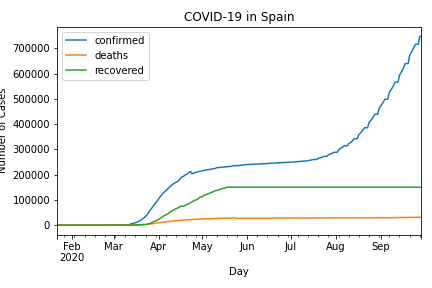 COVID-19 in Spain
700000
600000
500000
400000
300000
200000
100000
0
Number of Cases
confirmed
deaths
recovered
Feb
2020
Mar
Apr
May
Jun
Jul
Aug
Sep
Day